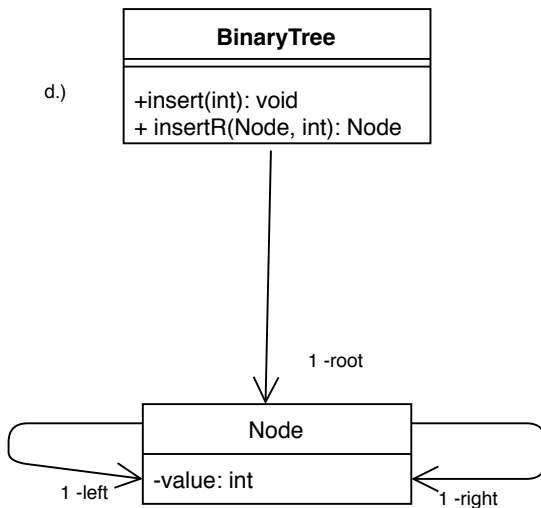 BinaryTree
d.)
+insert(int): void
+ insertR(Node, int): Node
1 -root
Node
-value: int
1 -left
1 -right